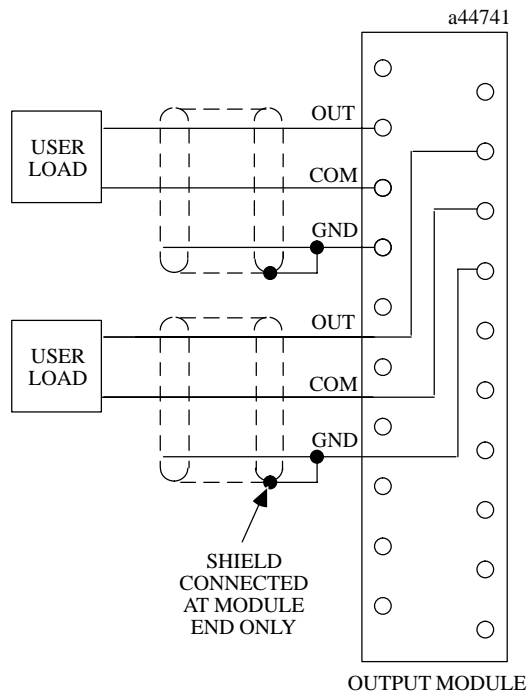 a44741
OUT
USER
LOAD
COM
GND
OUT
USER
LOAD
COM
GND
SHIELD
CONNECTED
AT MODULE
END ONLY
OUTPUT MODULE